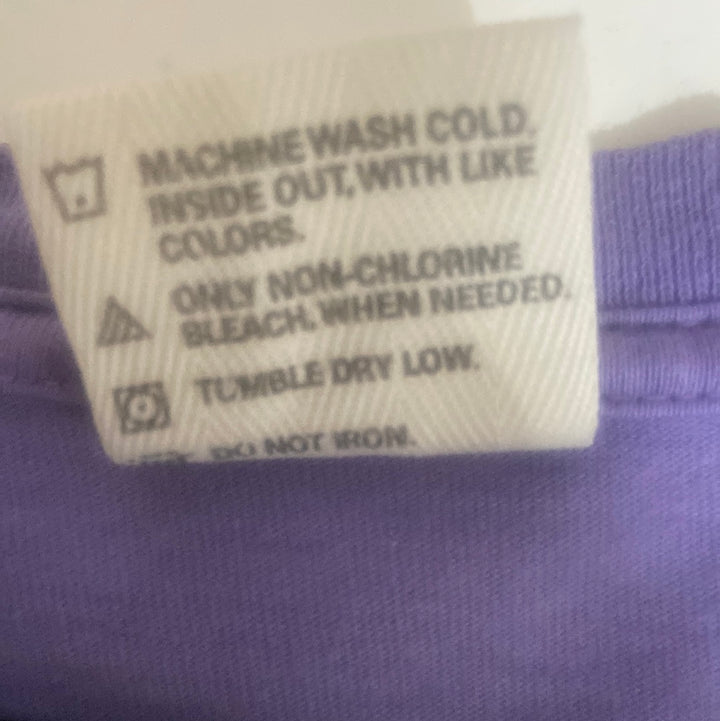 MACHINE WASH COLD.
INSIDE OUT, WITH LIKE
COLORS.
ONLY NON-CHLORINE
BLEACH, WHEN NEEDED.
TUMBLE DRY LOW.
DO NOT IRON.